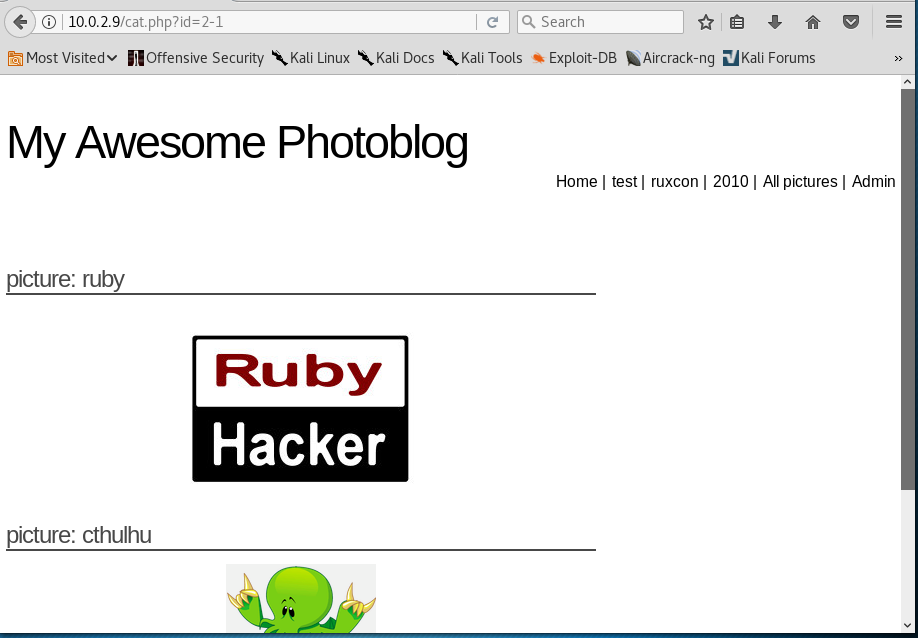 10.0.2.9/cat.php?id=2-1
Search
Most Visited
Offensive Security
Kali Linux
Kali Docs
Kali Tools
Exploit-DB
Aircrack-ng
Kali Forums
»
My Awesome Photoblog
Home | test | ruxcon | 2010 | All pictures | Admin
picture: ruby
Ruby
Hacker
picture: cthulhu